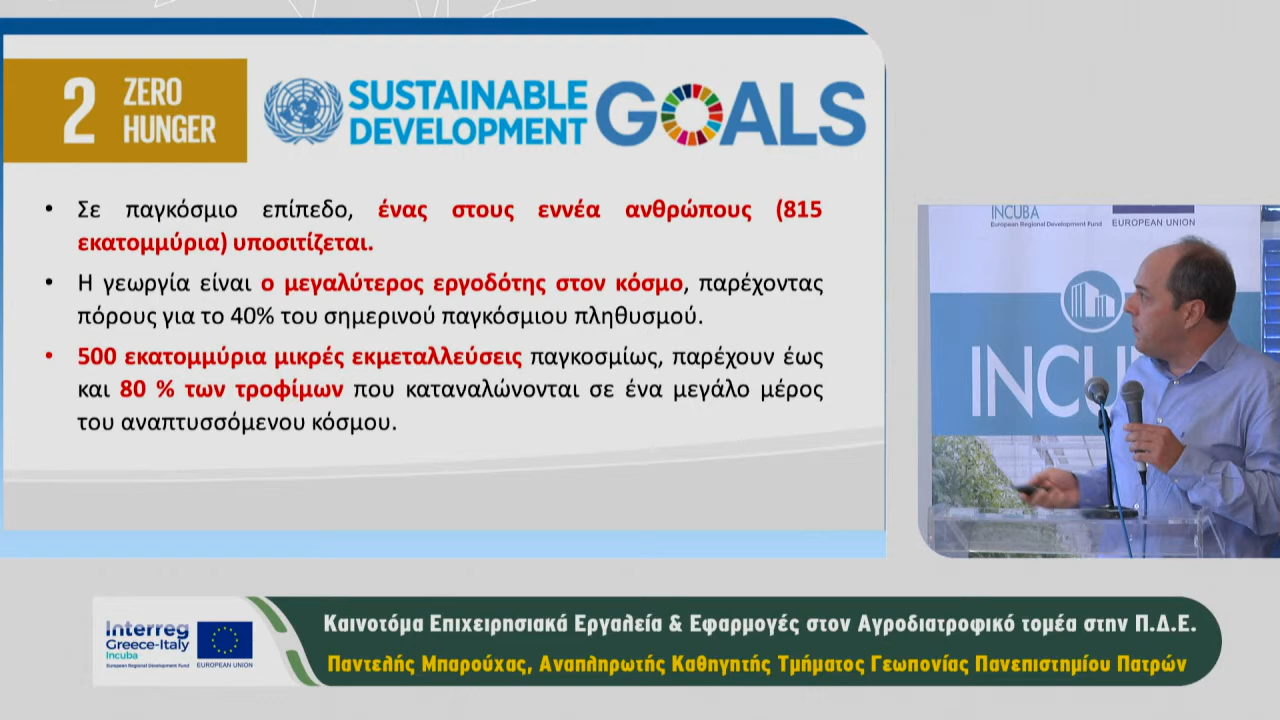 2 ZERO
HUNGER
SUSTAINABLE
DEVELOPMENT
GOALS
• Σε παγκόσμιο επίπεδο, ένας στους εννέα ανθρώπους (815
εκατομμύρια) υποσιτίζεται.
• Η γεωργία είναι ο μεγαλύτερος εργοδότης στον κόσμο, παρέχοντας
πόρους για το 40% του σημερινού παγκόσμιου πληθυσμού.
• 500 εκατομμύρια μικρές εκμεταλλεύσεις παγκοσμίως, παρέχουν έως
και 80 % των τροφίμων που καταναλώνονται σε ένα μεγάλο μέρος
του αναπτυσσόμενου κόσμου.
INCUBA
European Regional Development Fund
EUROPEAN UNION
INCU
Interreg
Greece-Italy
Incuba
European Regional Development Fund
EUROPEAN UNION
Καινοτόμα Επιχειρησιακά Εργαλεία & Εφαρμογές στον Αγροδιατροφικό τομέα στην Π.Δ.Ε.
Παντελής Μπαρούχας, Αναπληρωτής Καθηγητής Τμήματος Γεωπονίας Πανεπιστημίου Πατρών